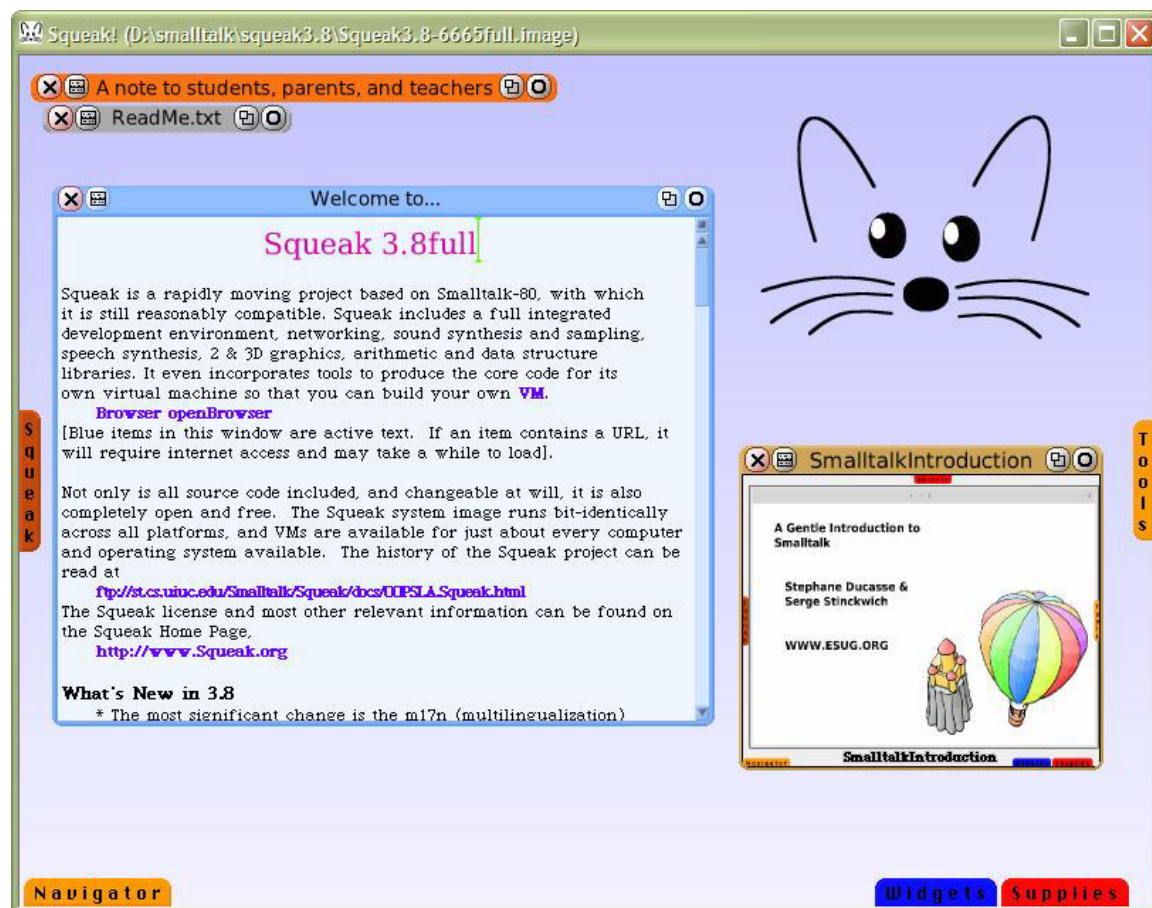 Squeak! (D:\smalltalk\squeak3.8\Squeak3.8-6665full.image)
A note to students, parents, and teachers
ReadMe.txt
Welcome to...
Squeak 3.8full
Squeak is a rapidly moving project based on Smalltalk-80, with which
it is still reasonably compatible. Squeak includes a full integrated
development environment, networking, sound synthesis and sampling,
speech synthesis, 2 & 3D graphics, arithmetic and data structure
libraries. It even incorporates tools to produce the core code for its
own virtual machine so that you can build your own VM.
Browser openBrowser
[Blue items in this window are active text.  If an item contains a URL, it
will require internet access and may take a while to load].
Not only is all source code included, and changeable at will, it is also
completely open and free.  The Squeak system image runs bit-identically
across all platforms, and VMs are available for just about every computer
and operating system available.  The history of the Squeak project can be
read at
ftp://st.cs.uiuc.edu/Smalltalk/Squeak/docs/OOPSLA.Squeak.html
The Squeak license and most other relevant information can be found on
the Squeak Home Page,
http://www.Squeak.org
What's New in 3.8
* The most significant change is the m17n (multilingualization)
Squeak
Tools
SmalltalkIntroduction
A Gentle Introduction to
Smalltalk
Stephane Ducasse &
Serge Stinckwich
WWW.ESUG.ORG
Navigator
SmalltalkIntroduction
Navigator
Widgets
Supplies